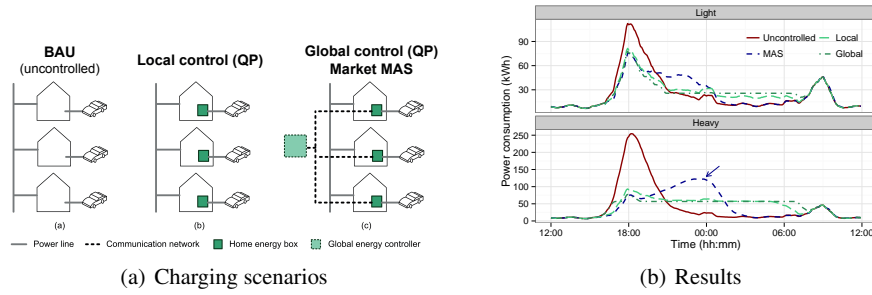 BAU
(uncontrolled)
Local control (QP)
Global control (QP)
Market MAS
(a)
(b)
(c)
Power line
Communication network
Home energy box
Global energy controller
(a) Charging scenarios
Light
Uncontrolled
Local
MAS
Global
90
60
30
Heavy
250
200
150
100
50
0
Power consumption (kWh)
12:00
18:00
00:00
06:00
12:00
Time (hh:mm)
(b) Results